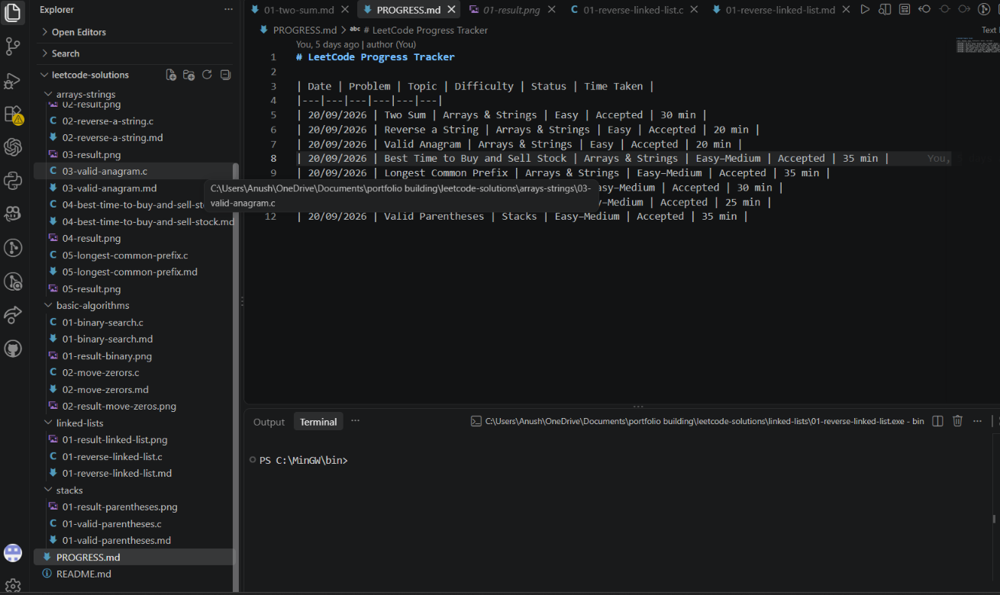 Explorer
Open Editors
Search
leetcode-solutions
arrays-strings
02-result.png
02-reverse-a-string.c
02-reverse-a-string.md
03-result.png
03-valid-anagram.c
03-valid-anagram.md
04-best-time-to-buy-and-sell-st
04-best-time-to-buy-and-sell-stock.md
04-result.png
05-longest-common-prefix.c
05-longest-common-prefix.md
05-result.png
basic-algorithms
01-binary-search.c
01-binary-search.md
01-result-binary.png
02-move-zerors.c
02-move-zerors.md
02-result-move-zeros.png
linked-lists
01-result-linked-list.png
01-reverse-linked-list.c
01-reverse-linked-list.md
stacks
01-result-parentheses.png
01-valid-parentheses.c
01-valid-parentheses.md
PROGRESS.md
README.md
01-two-sum.md PROGRESS.md 01-result.png C 01-reverse-linked-list.c 01-reverse-linked-list.md
PROGRESS.md > abc # LeetCode Progress Tracker
Text
You, 5 days ago | author (You)
1 # LeetCode Progress Tracker
2
3 | Date | Problem | Topic | Difficulty | Status | Time Taken |
4 |---|---|---|---|---|---|
5 | 20/09/2026 | Two Sum | Arrays & Strings | Easy | Accepted | 30 min |
6 | 20/09/2026 | Reverse a String | Arrays & Strings | Easy | Accepted | 20 min |
7 | 20/09/2026 | Valid Anagram | Arrays & Strings | Easy | Accepted | 20 min |
8 | 20/09/2026 | Best Time to Buy and Sell Stock | Arrays & Strings | Easy–Medium | Accepted | 35 min | You,
9 | 20/09/2026 | Longest Common Prefix | Arrays & Strings | Easy–Medium | Accepted | 35 min |
asy–Medium | Accepted | 30 min |
y–Medium | Accepted | 25 min |
12 | 20/09/2026 | Valid Parentheses | Stacks | Easy–Medium | Accepted | 35 min |
C:\Users\Anush\OneDrive\Documents\portfolio building\leetcode-solutions\arrays-strings\03-
valid-anagram.c
Output Terminal
C:\Users\Anush\OneDrive\Documents\portfolio building\leetcode-solutions\linked-lists\01-reverse-linked-list.exe - bin
PS C:\MinGW\bin>